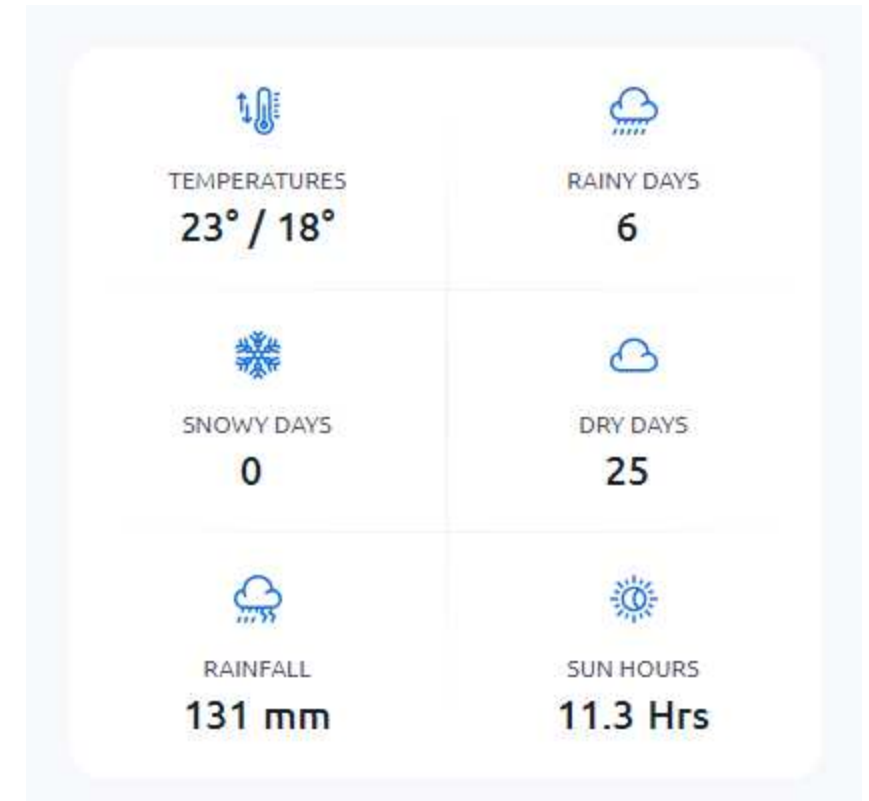 TEMPERATURES
23° / 18°
RAINY DAYS
6
SNOWY DAYS
0
DRY DAYS
25
RAINFALL
131 mm
SUN HOURS
11.3 Hrs